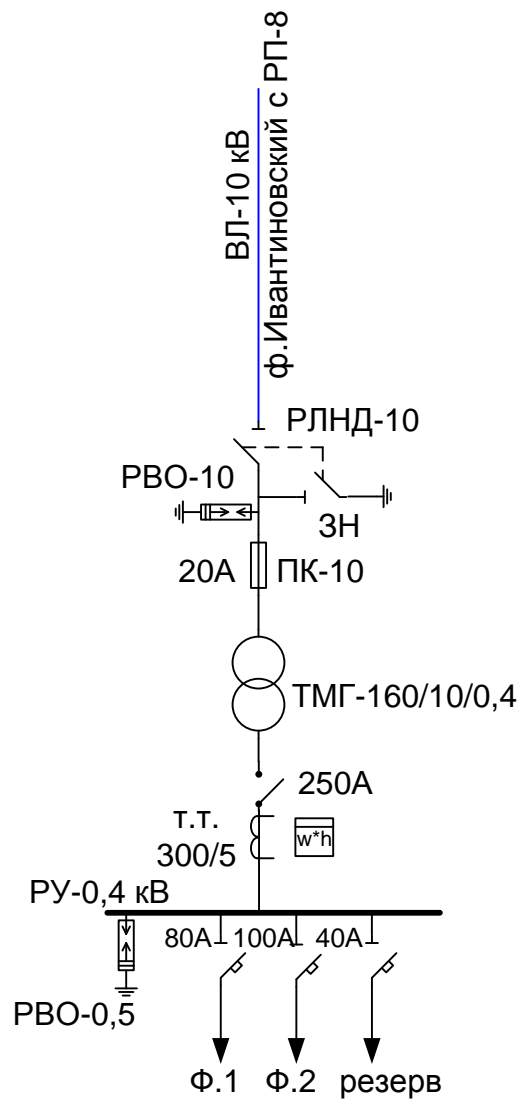 ВЛ-10 кВ
ф.Ивантиновский с РП-8
РЛНД-10
РВО-10
ЗН
20А
ПК-10
ТМГ-160/10/0,4
250А
т.т.
300/5
w*h
РУ-0,4 кВ
80А
100А
40А
РВО-0,5
Ф.1
Ф.2
резерв